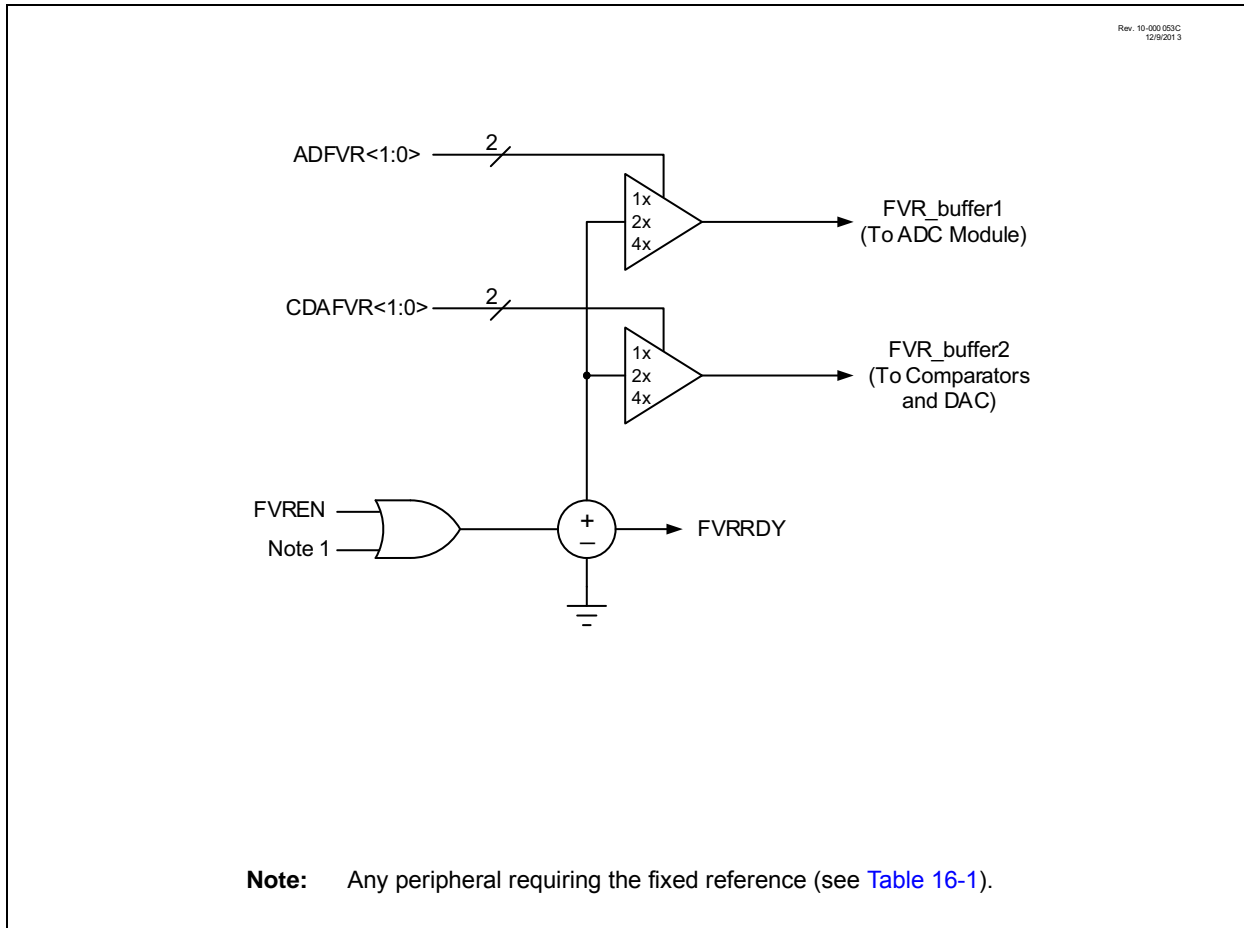 Rev. 10-000 053C
12/9/201 3
ADFVR<1:0>
2
1x
2x
4x
FVR_buffer1
(To ADC Module)
CDAFVR<1:0>
2
1x
2x
4x
FVR_buffer2
(To Comparators
and DAC)
FVREN
Note 1
+
_
FVRRDY
Note: Any peripheral requiring the fixed reference (see Table 16-1).